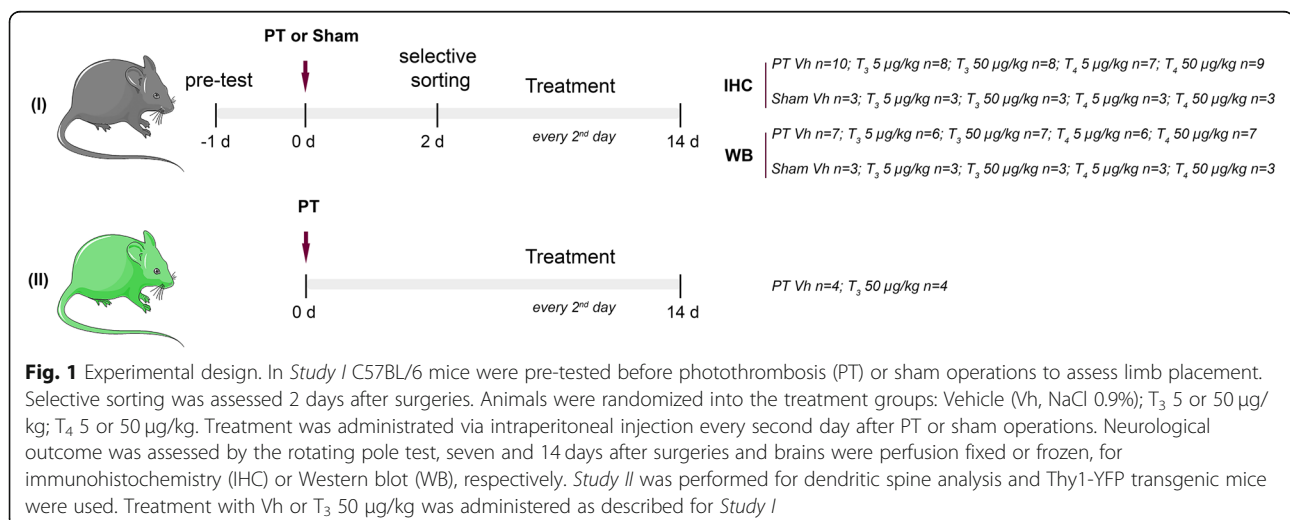 PT or Sham
pre-test
selective
sorting
Treatment
(I)
-1 d
0 d
2 d
every 2nd day
14 d
IHC
PT Vh n=10; T3 5 µg/kg n=8; T3 50 µg/kg n=8; T4 5 µg/kg n=7; T4 50 µg/kg n=9
Sham Vh n=3; T3 5 µg/kg n=3; T3 50 µg/kg n=3; T4 5 µg/kg n=3; T4 50 µg/kg n=3
WB
PT Vh n=7; T3 5 µg/kg n=6; T3 50 µg/kg n=7; T4 5 µg/kg n=6; T4 50 µg/kg n=7
Sham Vh n=3; T3 5 µg/kg n=3; T3 50 µg/kg n=3; T4 5 µg/kg n=3; T4 50 µg/kg n=3
PT
Treatment
(II)
0 d
every 2nd day
14 d
PT Vh n=4; T3 50 µg/kg n=4
Fig. 1 Experimental design. In Study I C57BL/6 mice were pre-tested before photothrombosis (PT) or sham operations to assess limb placement.
Selective sorting was assessed 2 days after surgeries. Animals were randomized into the treatment groups: Vehicle (Vh, NaCl 0.9%); T3 5 or 50 µg/
kg; T4 5 or 50 µg/kg. Treatment was administrated via intraperitoneal injection every second day after PT or sham operations. Neurological
outcome was assessed by the rotating pole test, seven and 14 days after surgeries and brains were perfusion fixed or frozen, for
immunohistochemistry (IHC) or Western blot (WB), respectively. Study II was performed for dendritic spine analysis and Thy1-YFP transgenic mice
were used. Treatment with Vh or T3 50 µg/kg was administered as described for Study I